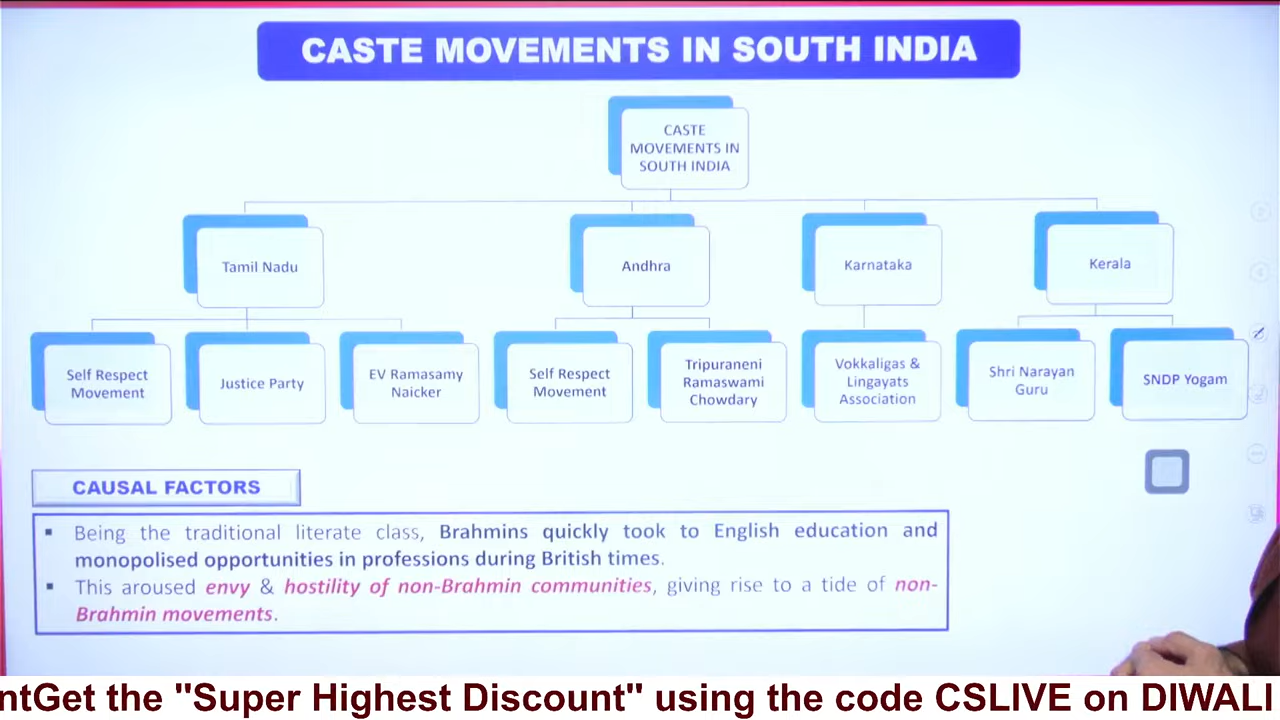 CASTE MOVEMENTS IN SOUTH INDIA
CASTE
MOVEMENTS IN
SOUTH INDIA
Tamil Nadu
Andhra
Karnataka
Kerala
Self Respect
Movement
Justice Party
EV Ramasamy
Naicker
Self Respect
Movement
Tripuraneni
Ramaswami
Chowdary
Vokkaligas &
Lingayats
Association
Shri Narayan
Guru
SNDP Yogam
CAUSAL FACTORS
▪ Being the traditional literate class, Brahmins quickly took to English education and
monopolised opportunities in professions during British times.
▪ This aroused envy & hostility of non-Brahmin communities, giving rise to a tide of non-
Brahmin movements.
ntGet the "Super Highest Discount" using the code CSLIVE on DIWALI